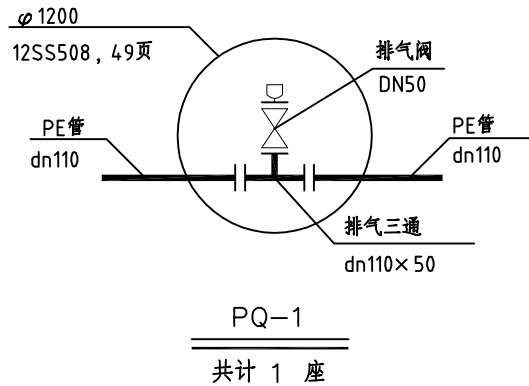 φ1200
12SS508，49页
排气阀
DN50
PE管
dn110
PE管
dn110
排气三通
dn110×50
PQ-1
共计 1 座